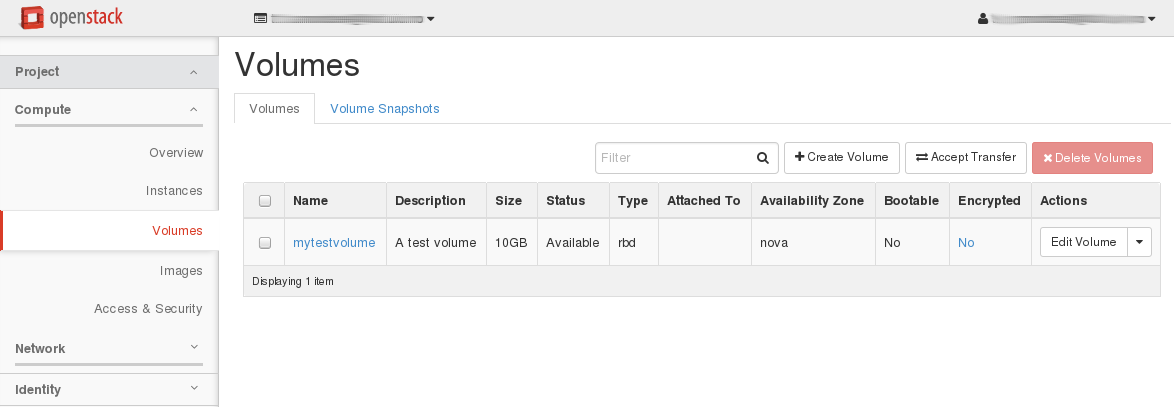 openstack
Project
Compute
Overview
Instances
Volumes
Images
Access & Security
Network
Identity
Volumes
Volumes Volume Snapshots
Filter Create Volume Accept Transfer Delete Volumes
Name Description Size Status Type Attached To Availability Zone Bootable Encrypted Actions
mytestvolume A test volume 10GB Available rbd nova No No Edit Volume
Displaying 1 item